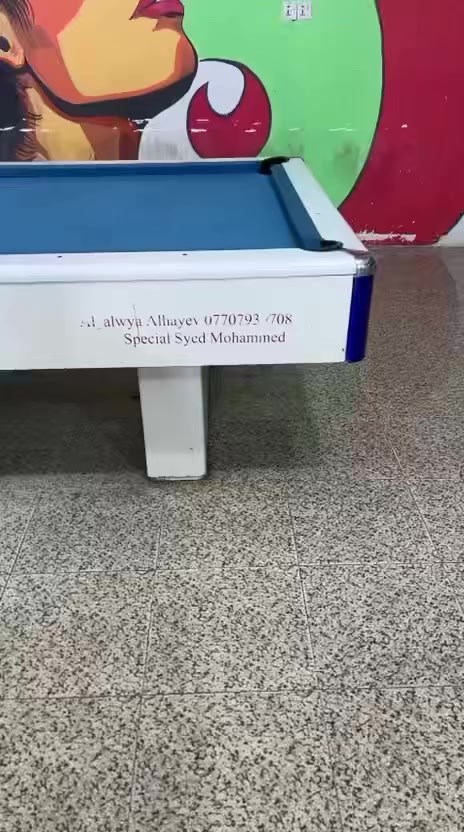 Al_alwya Alhayev 0770793 708
Special Syed Mohammed